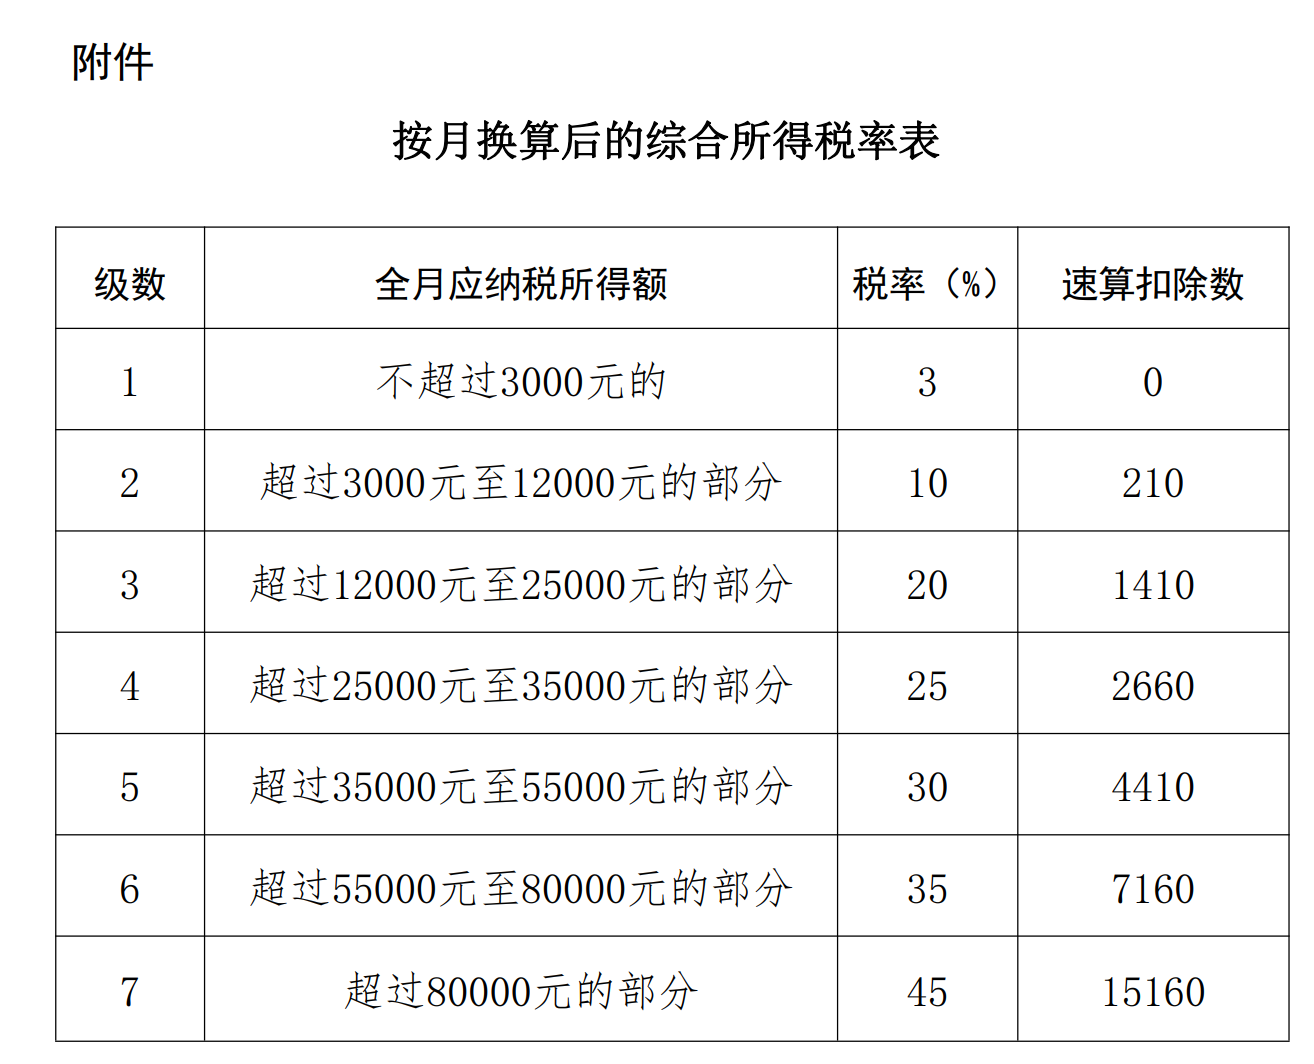 附件
按月换算后的综合所得税率表
级数 全月应纳税所得额 税率（%） 速算扣除数
1 不超过3000元的 3 0
2 超过3000元至12000元的部分 10 210
3 超过12000元至25000元的部分 20 1410
4 超过25000元至35000元的部分 25 2660
5 超过35000元至55000元的部分 30 4410
6 超过55000元至80000元的部分 35 7160
7 超过80000元的部分 45 15160